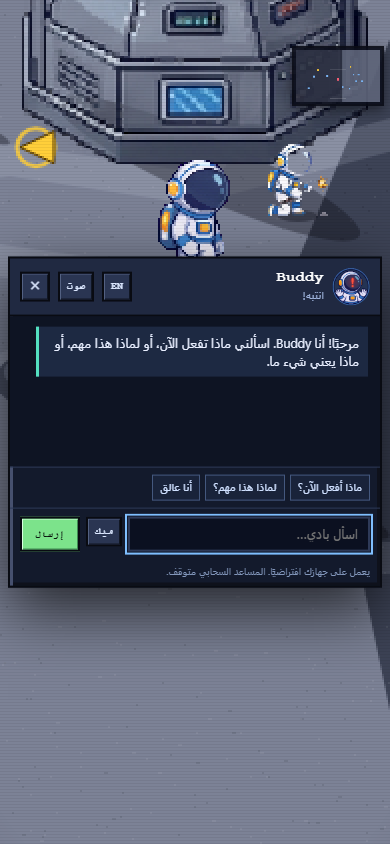 Buddy
انتبه!
EN
صوت
✕
مرحبًا! أنا Buddy. اسألني ماذا تفعل الآن، أو لماذا هذا مهم، أو
ماذا يعني شيء ما.
ماذا أفعل الآن؟
لماذا هذا مهم؟
أنا عالق
اسأل بادي...
ميك
إرسال
يعمل على جهازك افتراضيًا. المساعد السحابي متوقف.